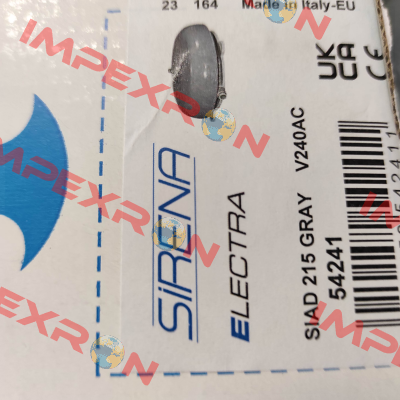 23 164 Made in Italy-EU
UK
CA
CE
SIRENA
ELECTRA
SIAD 215 GRAY V240AC
54241
IMPEXRON
IMPEXRON
IMPEXRON
IMPEXRON
IMPEXRON